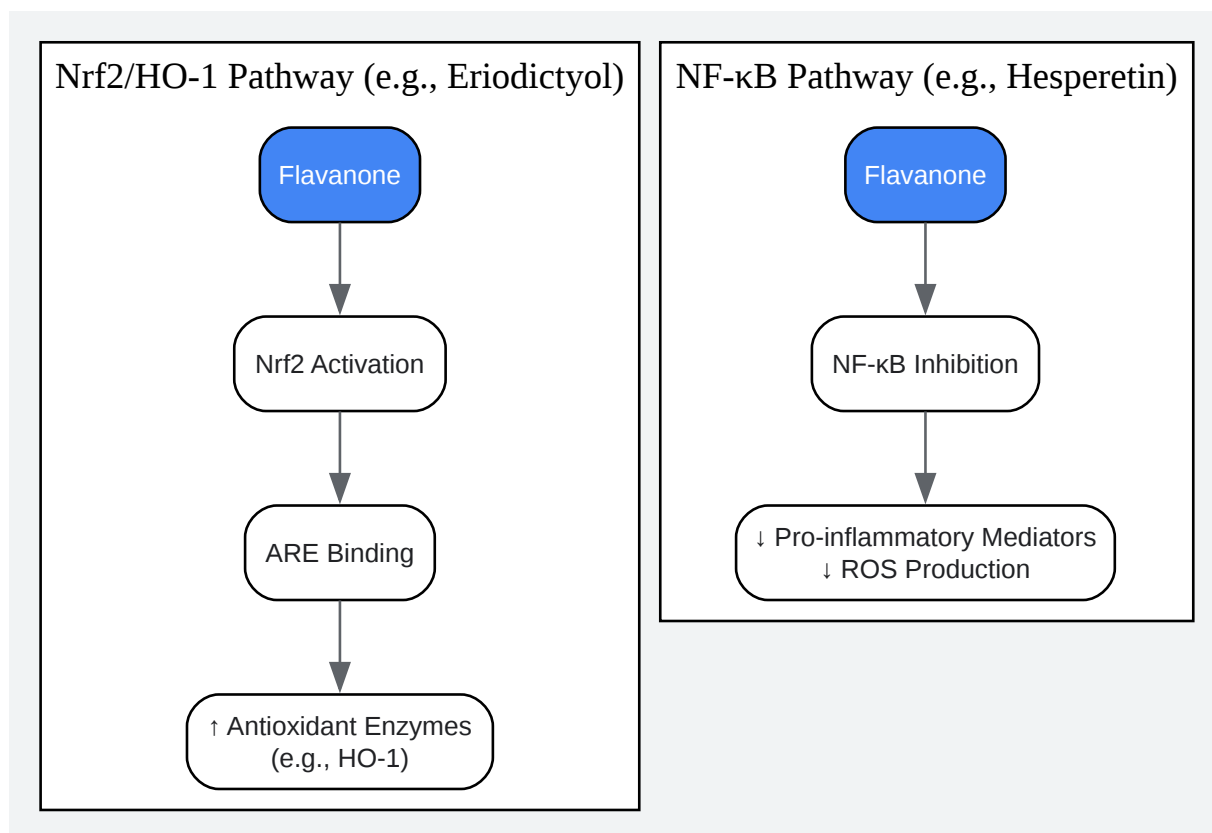 Nrf2/HO-1 Pathway (e.g., Eriodictyol)
Flavanone
Nrf2 Activation
ARE Binding
↑ Antioxidant Enzymes
(e.g., HO-1)
NF-κB Pathway (e.g., Hesperetin)
Flavanone
NF-κB Inhibition
↓ Pro-inflammatory Mediators
↓ ROS Production